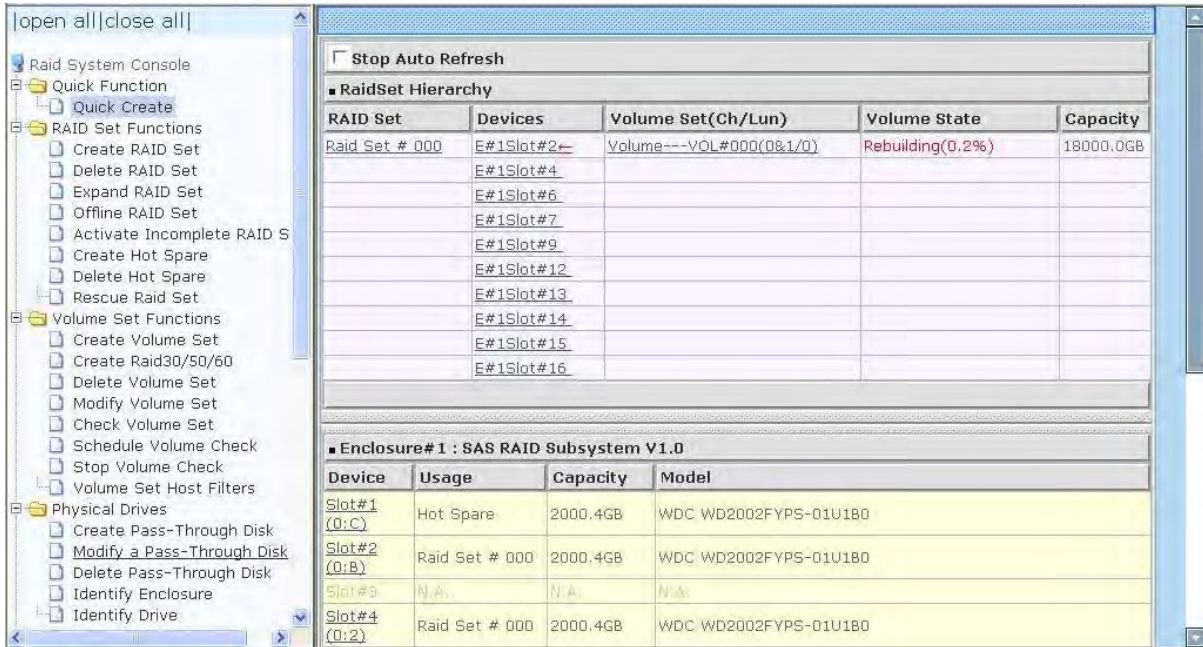 |open all||close all|
Raid System Console
Quick Function
Quick Create
RAID Set Functions
Create RAID Set
Delete RAID Set
Expand RAID Set
Offline RAID Set
Activate Incomplete RAID S
Create Hot Spare
Delete Hot Spare
Rescue Raid Set
Volume Set Functions
Create Volume Set
Create Raid30/50/60
Delete Volume Set
Modify Volume Set
Check Volume Set
Schedule Volume Check
Stop Volume Check
Volume Set Host Filters
Physical Drives
Create Pass-Through Disk
Modify a Pass-Through Disk
Delete Pass-Through Disk
Identify Enclosure
Identify Drive
Stop Auto Refresh
RaidSet Hierarchy
RAID Set Devices Volume Set(Ch/Lun) Volume State Capacity
Raid Set # 000 E#1Slot#2← Volume---VOL#000(0&1/0) Rebuilding(0.2%) 18000.0GB
E#1Slot#4
E#1Slot#6
E#1Slot#7
E#1Slot#9
E#1Slot#12
E#1Slot#13
E#1Slot#14
E#1Slot#15
E#1Slot#16
Enclosure#1 : SAS RAID Subsystem V1.0
Device Usage Capacity Model
Slot#1 (0:C) Hot Spare 2000.4GB WDC WD2002FYPS-01U1B0
Slot#2 (0:B) Raid Set # 000 2000.4GB WDC WD2002FYPS-01U1B0
Slot#3 N.A. N.A. N.A.
Slot#4 (0:2) Raid Set # 000 2000.4GB WDC WD2002FYPS-01U1B0